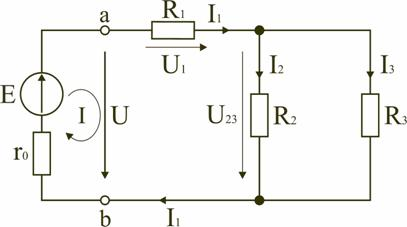 a R1 I1
U1 I2 I3
E I U U23 R2 R3
r0
b I1